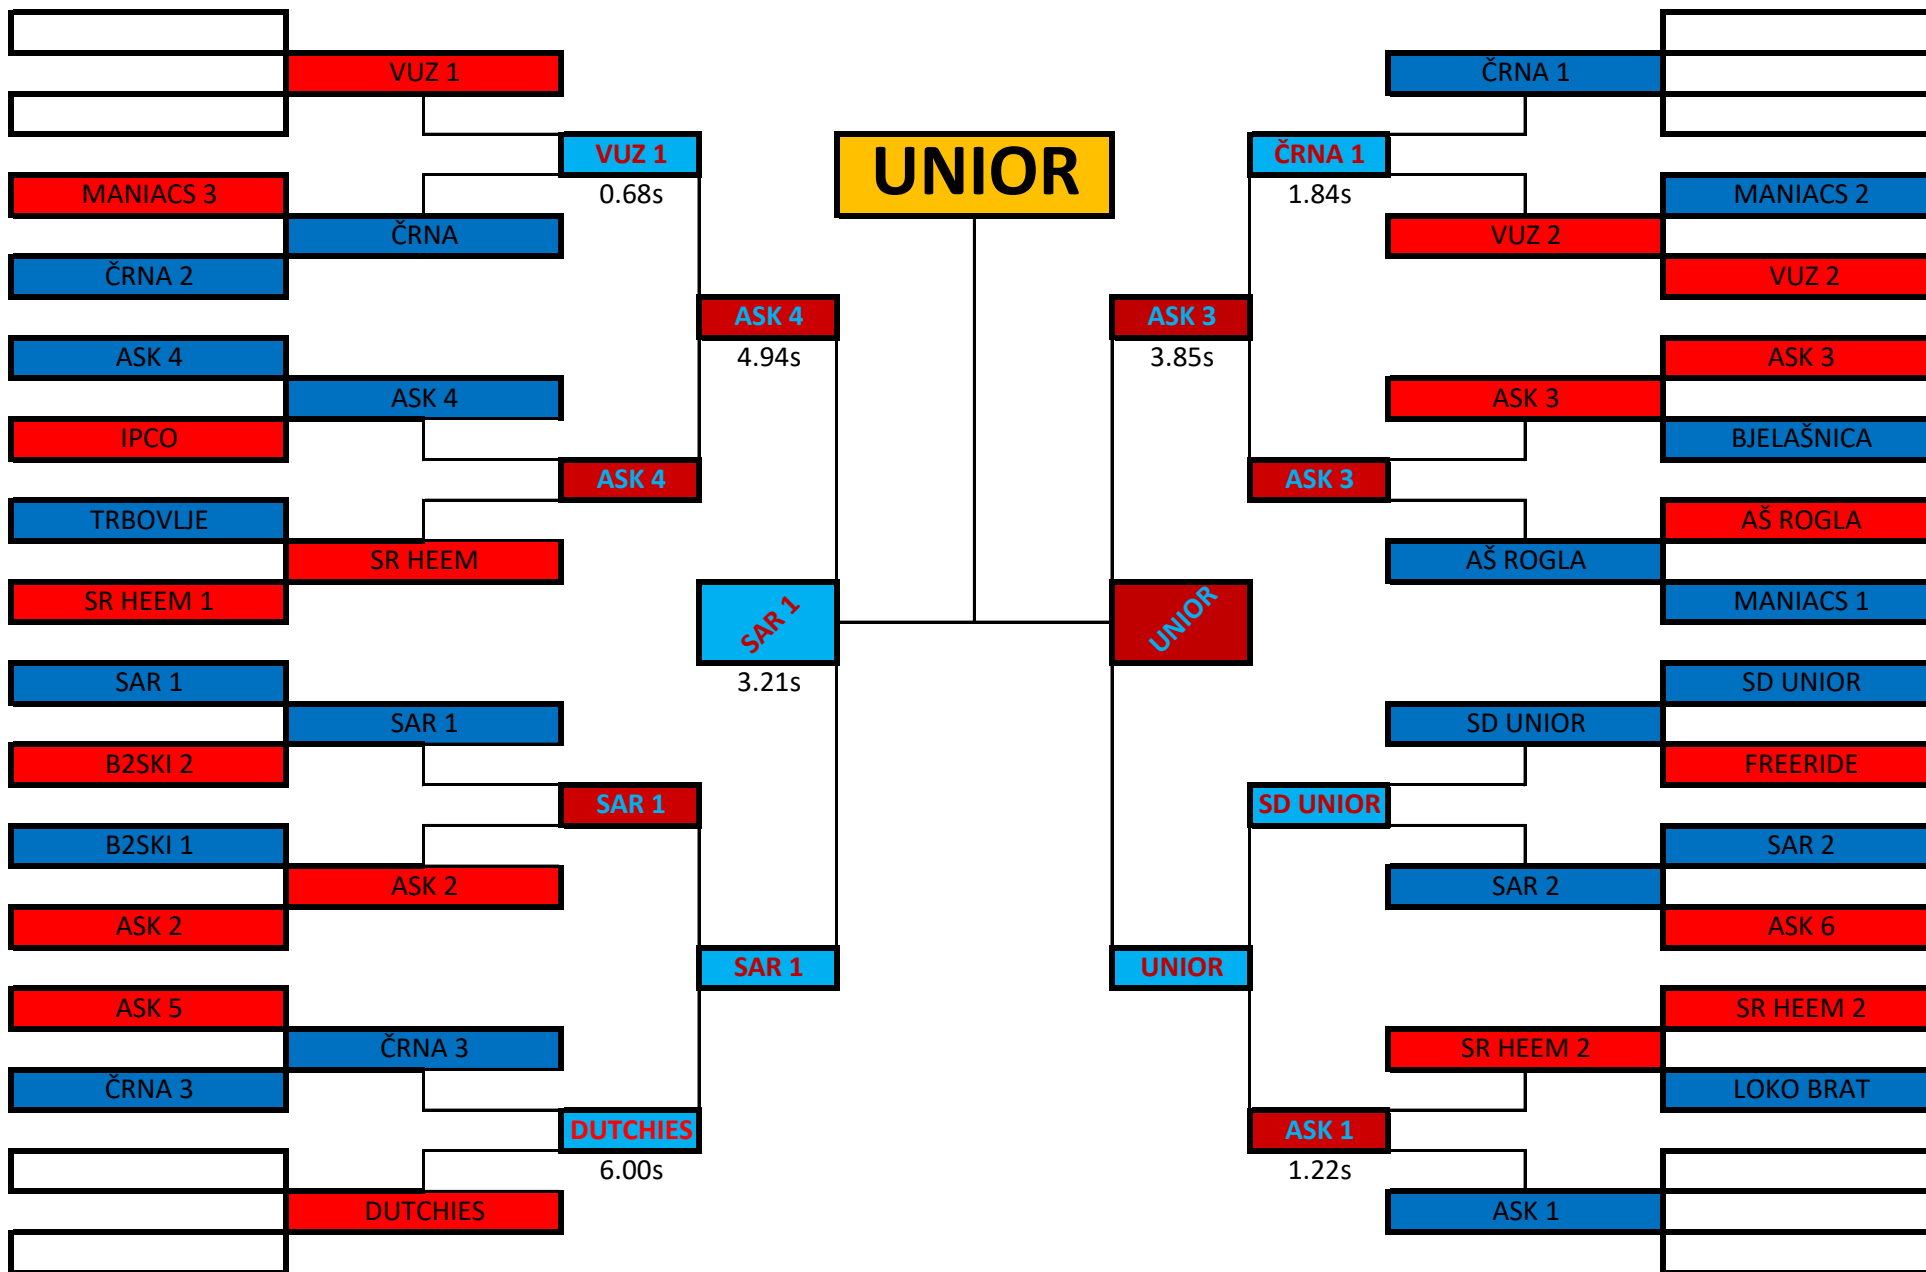 VUZ 1
ČRNA 1
VUZ 1
UNIOR
ČRNA 1
MANIACS 3
0.68s
1.84s
MANIACS 2
ČRNA
VUZ 2
ČRNA 2
VUZ 2
ASK 4
ASK 3
ASK 4
4.94s
3.85s
ASK 3
ASK 4
ASK 3
IPCO
BJELAŠNICA
ASK 4
ASK 3
TRBOVLJE
AŠ ROGLA
SR HEEM
AŠ ROGLA
SR HEEM 1
SAR 1
UNIOR
MANIACS 1
SAR 1
3.21s
SD UNIOR
SAR 1
SD UNIOR
B2SKI 2
FREERIDE
SAR 1
SD UNIOR
B2SKI 1
SAR 2
ASK 2
SAR 2
ASK 2
ASK 6
SAR 1
UNIOR
ASK 5
SR HEEM 2
ČRNA 3
SR HEEM 2
ČRNA 3
LOKO BRAT
DUTCHIES
ASK 1
6.00s
1.22s
DUTCHIES
ASK 1